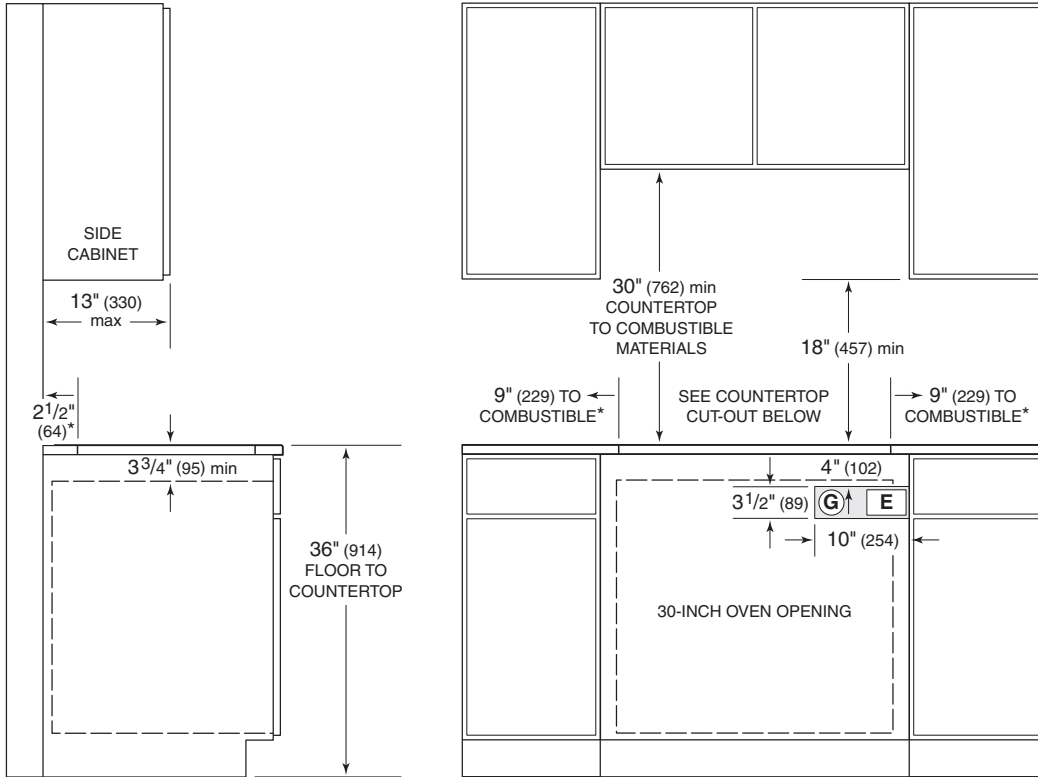 SIDE
CABINET
13" (330)
max
2 1/2"
(64)*
3 3/4" (95) min
36" (914)
FLOOR TO
COUNTERTOP
30" (762) min
COUNTERTOP
TO COMBUSTIBLE
MATERIALS
18" (457) min
9" (229) TO
COMBUSTIBLE*
SEE COUNTERTOP
CUT-OUT BELOW
9" (229) TO
COMBUSTIBLE*
4" (102)
3 1/2" (89)
G
E
10" (254)
30-INCH OVEN OPENING